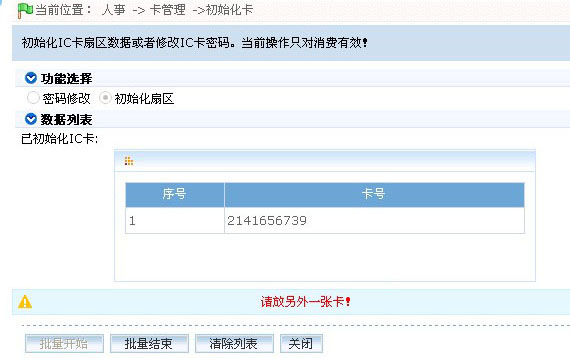 当前位置： 人事 -> 卡管理 ->初始化卡
初始化IC卡扇区数据或者修改IC卡密码。当前操作只对消费有效!
功能选择
密码修改 初始化扇区
数据列表
已初始化IC卡:
序号 卡号
1 2141656739
请放另外一张卡!
批量开始 批量结束 清除列表 关闭